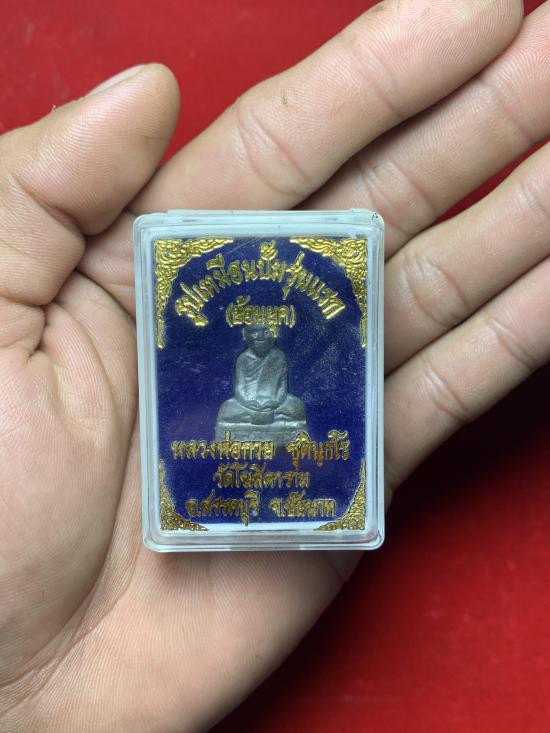 รูปเหมือนปั๊มรุ่นแรก
(ย้อนยุค)
หลวงพ่อกวย ชุตินฺธโร
วัดโฆสิตาราม
อ.สรรคบุรี จ.ชัยนาท